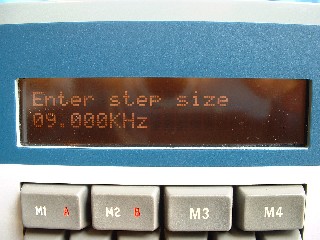 Enter step size
09.000KHz
M1 A M2 B M3 M4